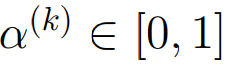 α^(k) ∈ [0, 1]